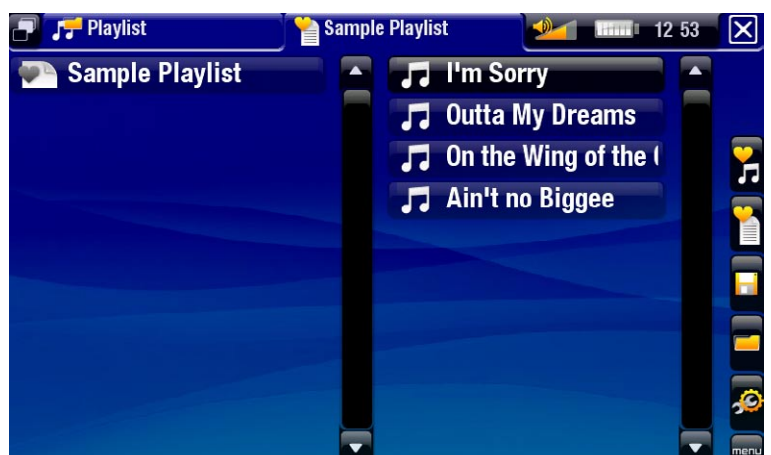 Playlist
Sample Playlist
12 53
Sample Playlist
I'm Sorry
Outta My Dreams
On the Wing of the
Ain't no Biggee
menu